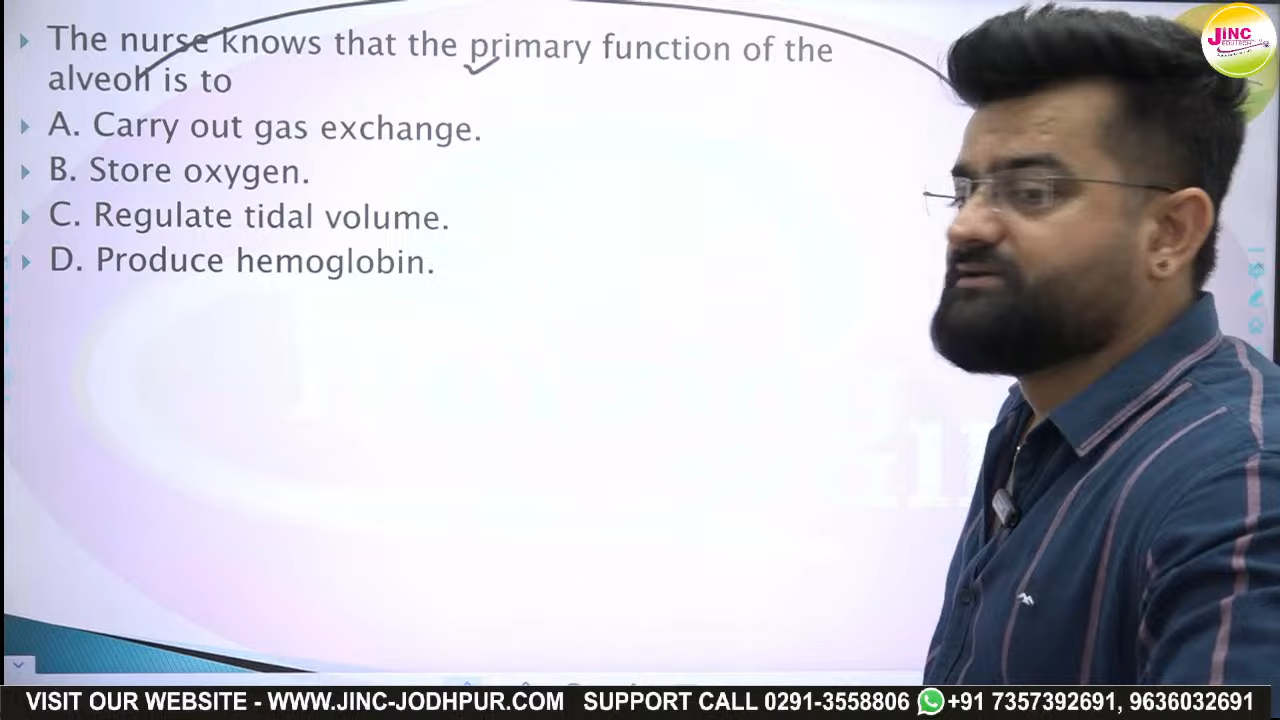 The nurse knows that the primary function of the
alveoli is to
A. Carry out gas exchange.
B. Store oxygen.
C. Regulate tidal volume.
D. Produce hemoglobin.
JINC
EDUTECH
VISIT OUR WEBSITE - WWW.JINC-JODHPUR.COM SUPPORT CALL 0291-3558806 +91 7357392691, 9636032691